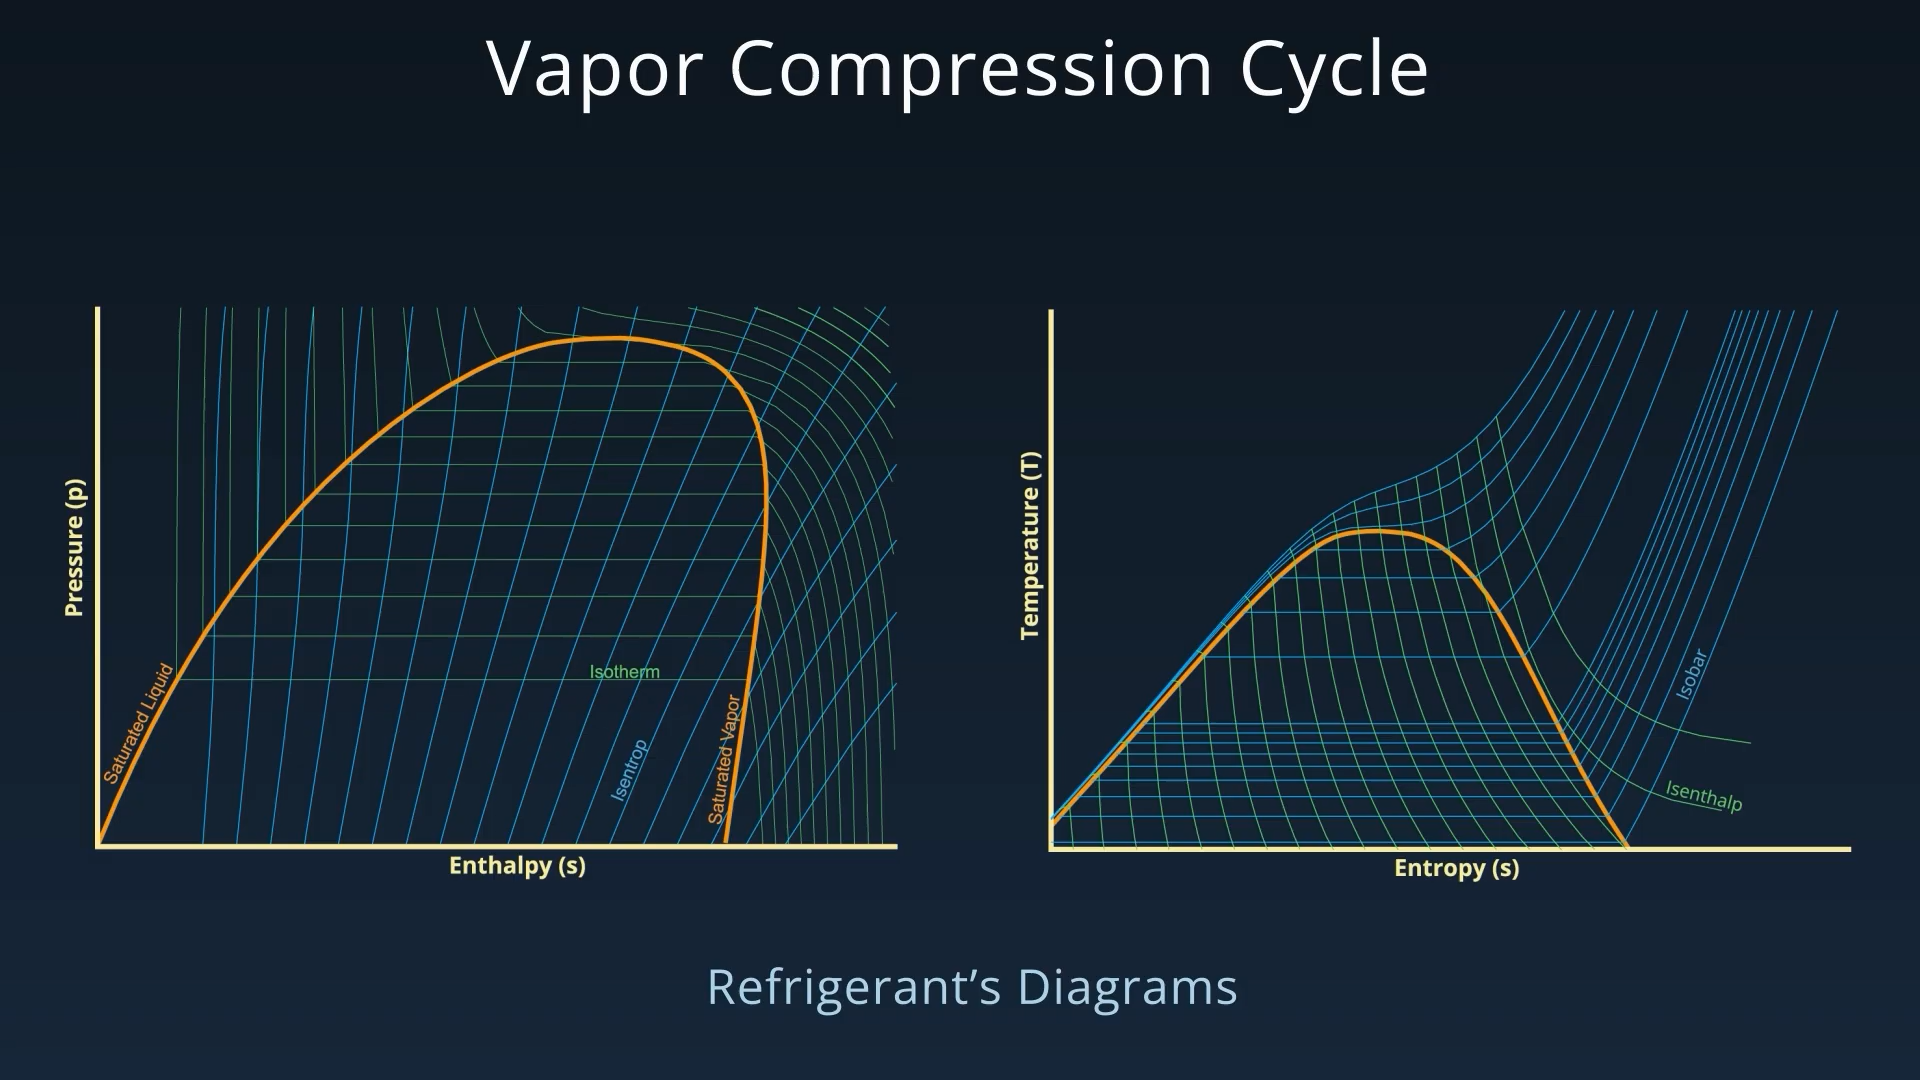 Vapor Compression Cycle
Pressure (p)
Saturated Liquid
Isotherm
Isentrop
Saturated Vapor
Enthalpy (s)
Temperature (T)
Isobar
Isenthalp
Entropy (s)
Refrigerant’s Diagrams